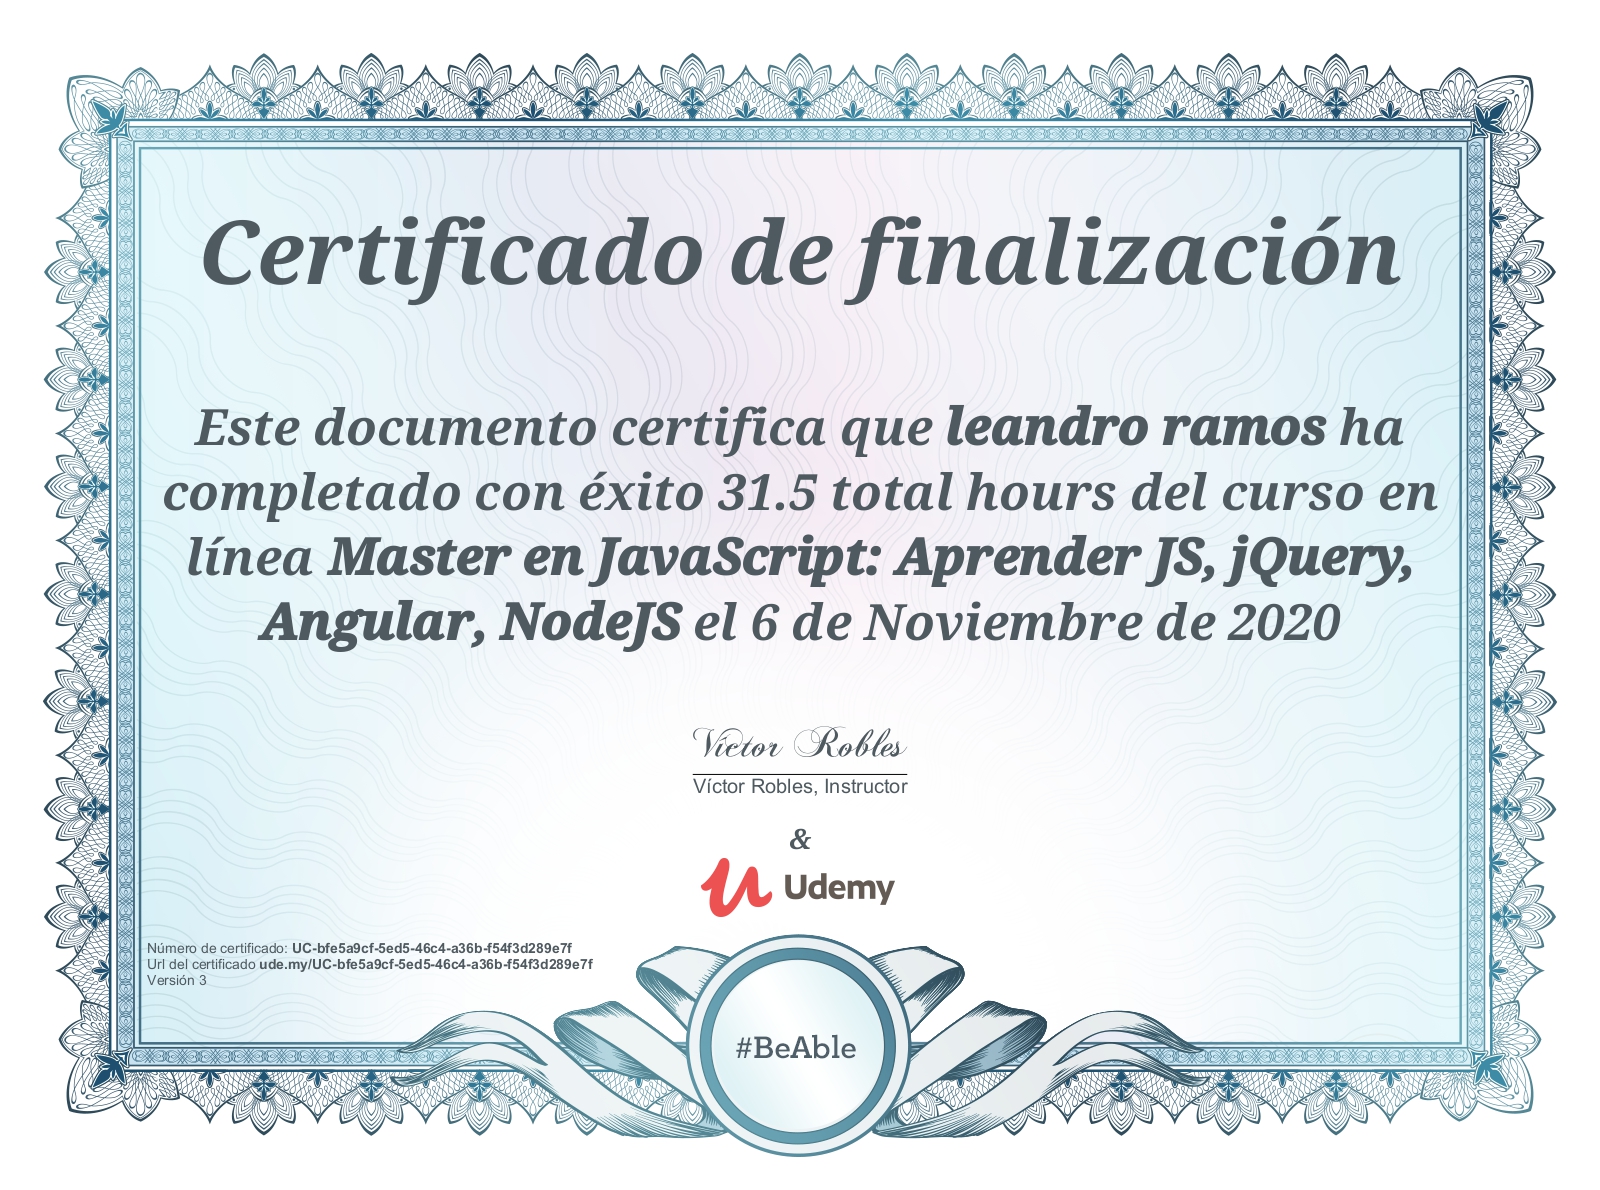 Certificado de finalización
Este documento certifica que leandro ramos ha
completado con éxito 31.5 total hours del curso en
línea Master en JavaScript: Aprender JS, jQuery,
Angular, NodeJS el 6 de Noviembre de 2020
Víctor Robles
Víctor Robles, Instructor
&
Udemy
Número de certificado: UC-bfe5a9cf-5ed5-46c4-a36b-f54f3d289e7f
Url del certificado ude.my/UC-bfe5a9cf-5ed5-46c4-a36b-f54f3d289e7f
Versión 3
#BeAble